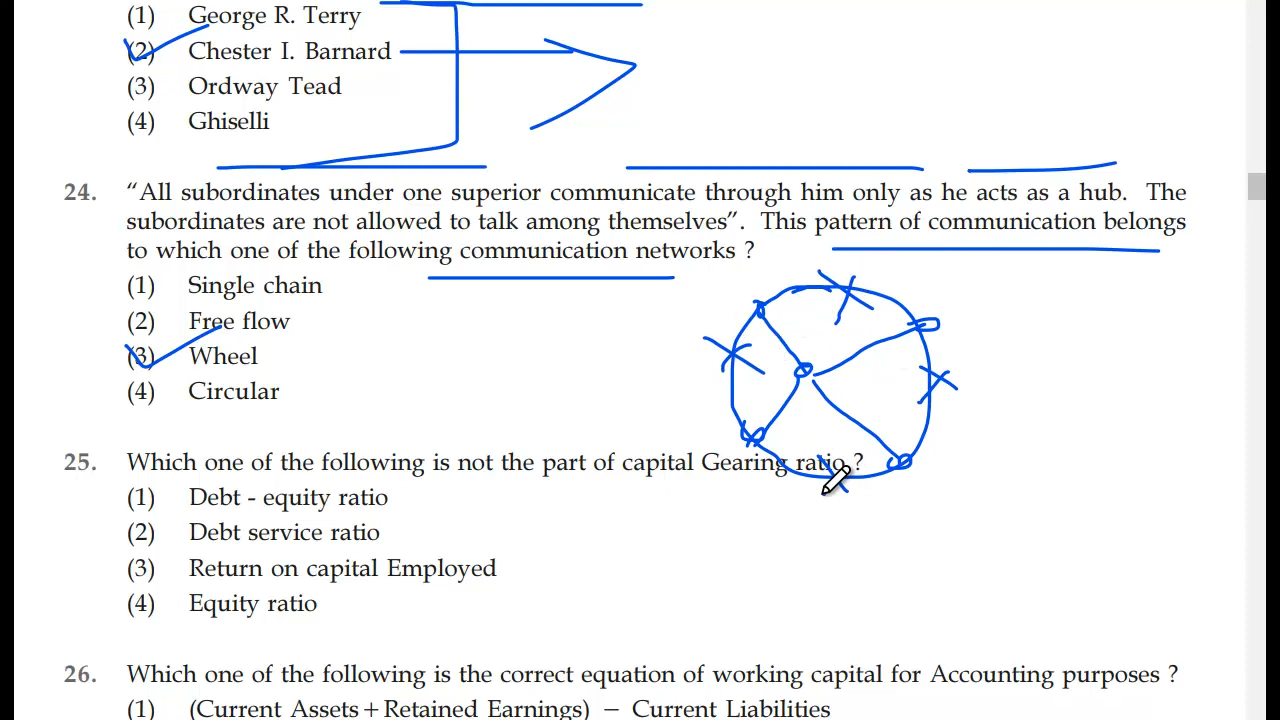 (1) George R. Terry
(2) Chester I. Barnard
(3) Ordway Tead
(4) Ghiselli
24. “All subordinates under one superior communicate through him only as he acts as a hub. The
subordinates are not allowed to talk among themselves”. This pattern of communication belongs
to which one of the following communication networks ?
(1) Single chain
(2) Free flow
(3) Wheel
(4) Circular
25. Which one of the following is not the part of capital Gearing ratio ?
(1) Debt - equity ratio
(2) Debt service ratio
(3) Return on capital Employed
(4) Equity ratio
26. Which one of the following is the correct equation of working capital for Accounting purposes ?
(1) (Current Assets + Retained Earnings) − Current Liabilities